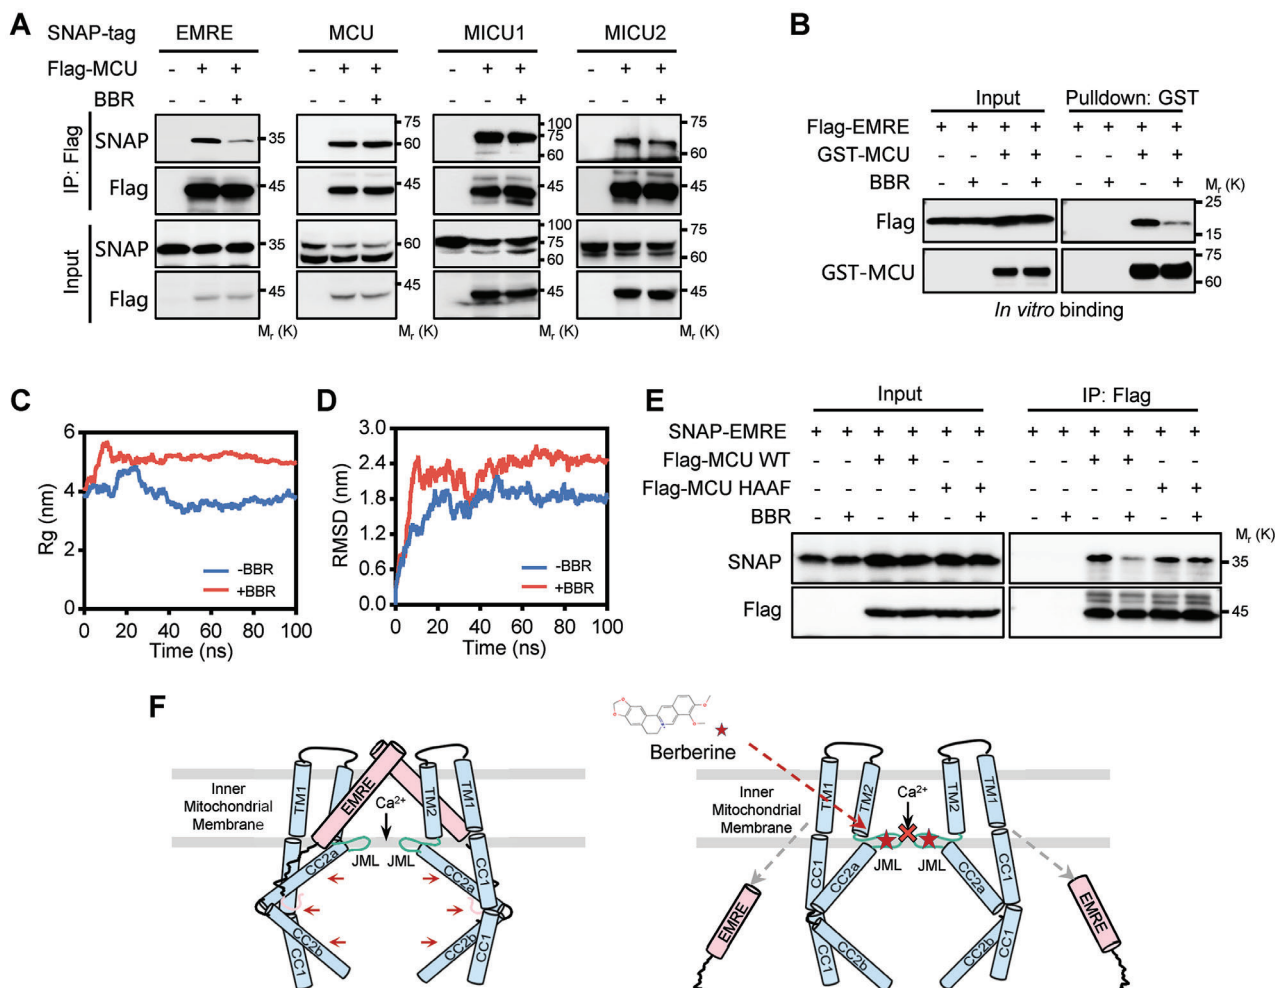 A
SNAP-tag EMRE MCU MICU1 MICU2
Flag-MCU - + + - + + - + + - + +
BBR - - + - - + - - + - - +
IP: Flag
SNAP 35 75 60 100 75 60 75 60
Flag 45 45 45 45
Input
SNAP 35 60 100 75 60 75 60
Flag 45 45 45 45
Mr (K) Mr (K) Mr (K) Mr (K)
B
Input Pulldown: GST
Flag-EMRE + + + + + + + +
GST-MCU - - + + - - + +
BBR - + - + - + - +
Mr (K)
Flag 25 15
GST-MCU 75 60
In vitro binding
C
Rg (nm)
6
4
2
0
-BBR
+BBR
0 20 40 60 80 100
Time (ns)
D
RMSD (nm)
3.0
2.4
1.8
1.2
0.6
0.0
-BBR
+BBR
0 20 40 60 80 100
Time (ns)
E
Input IP: Flag
SNAP-EMRE + + + + + + + + + + + +
Flag-MCU WT - - + + - - + +
Flag-MCU HAAF - - + + - - + +
BBR - + - + - + - + - + - +
Mr (K)
SNAP 35
Flag 45
F
Inner
Mitochondrial
Membrane
TM1
EMRE
Ca2+
TM2
TM1
JML JML
CC2a
CC2a
CC1
CC2b
CC2b
CC1
CC1
Berberine
Inner
Mitochondrial
Membrane
TM1
TM2
Ca2+
TM2
TM1
JML JML
CC1
CC2a
CC2a
CC1
CC2b
CC2b
EMRE
EMRE